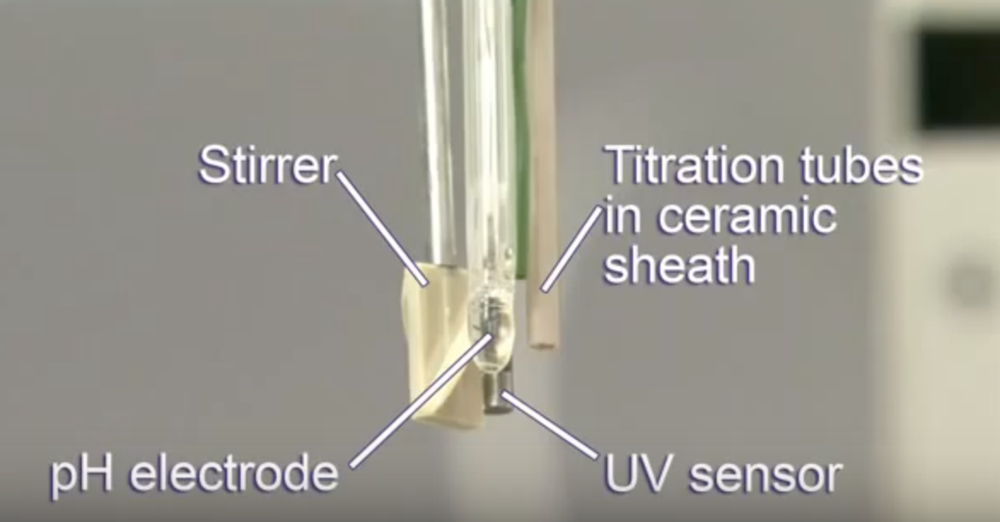 Stirrer
Titration tubes
in ceramic
sheath
pH electrode
UV sensor